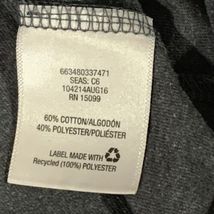 663480337471
SEAS: C6
104214AUG16
RN 15099
60% COTTON/ALGODÓN
40% POLYESTER/POLIÉSTER
LABEL MADE WITH
Recycled (100%) POLYESTER